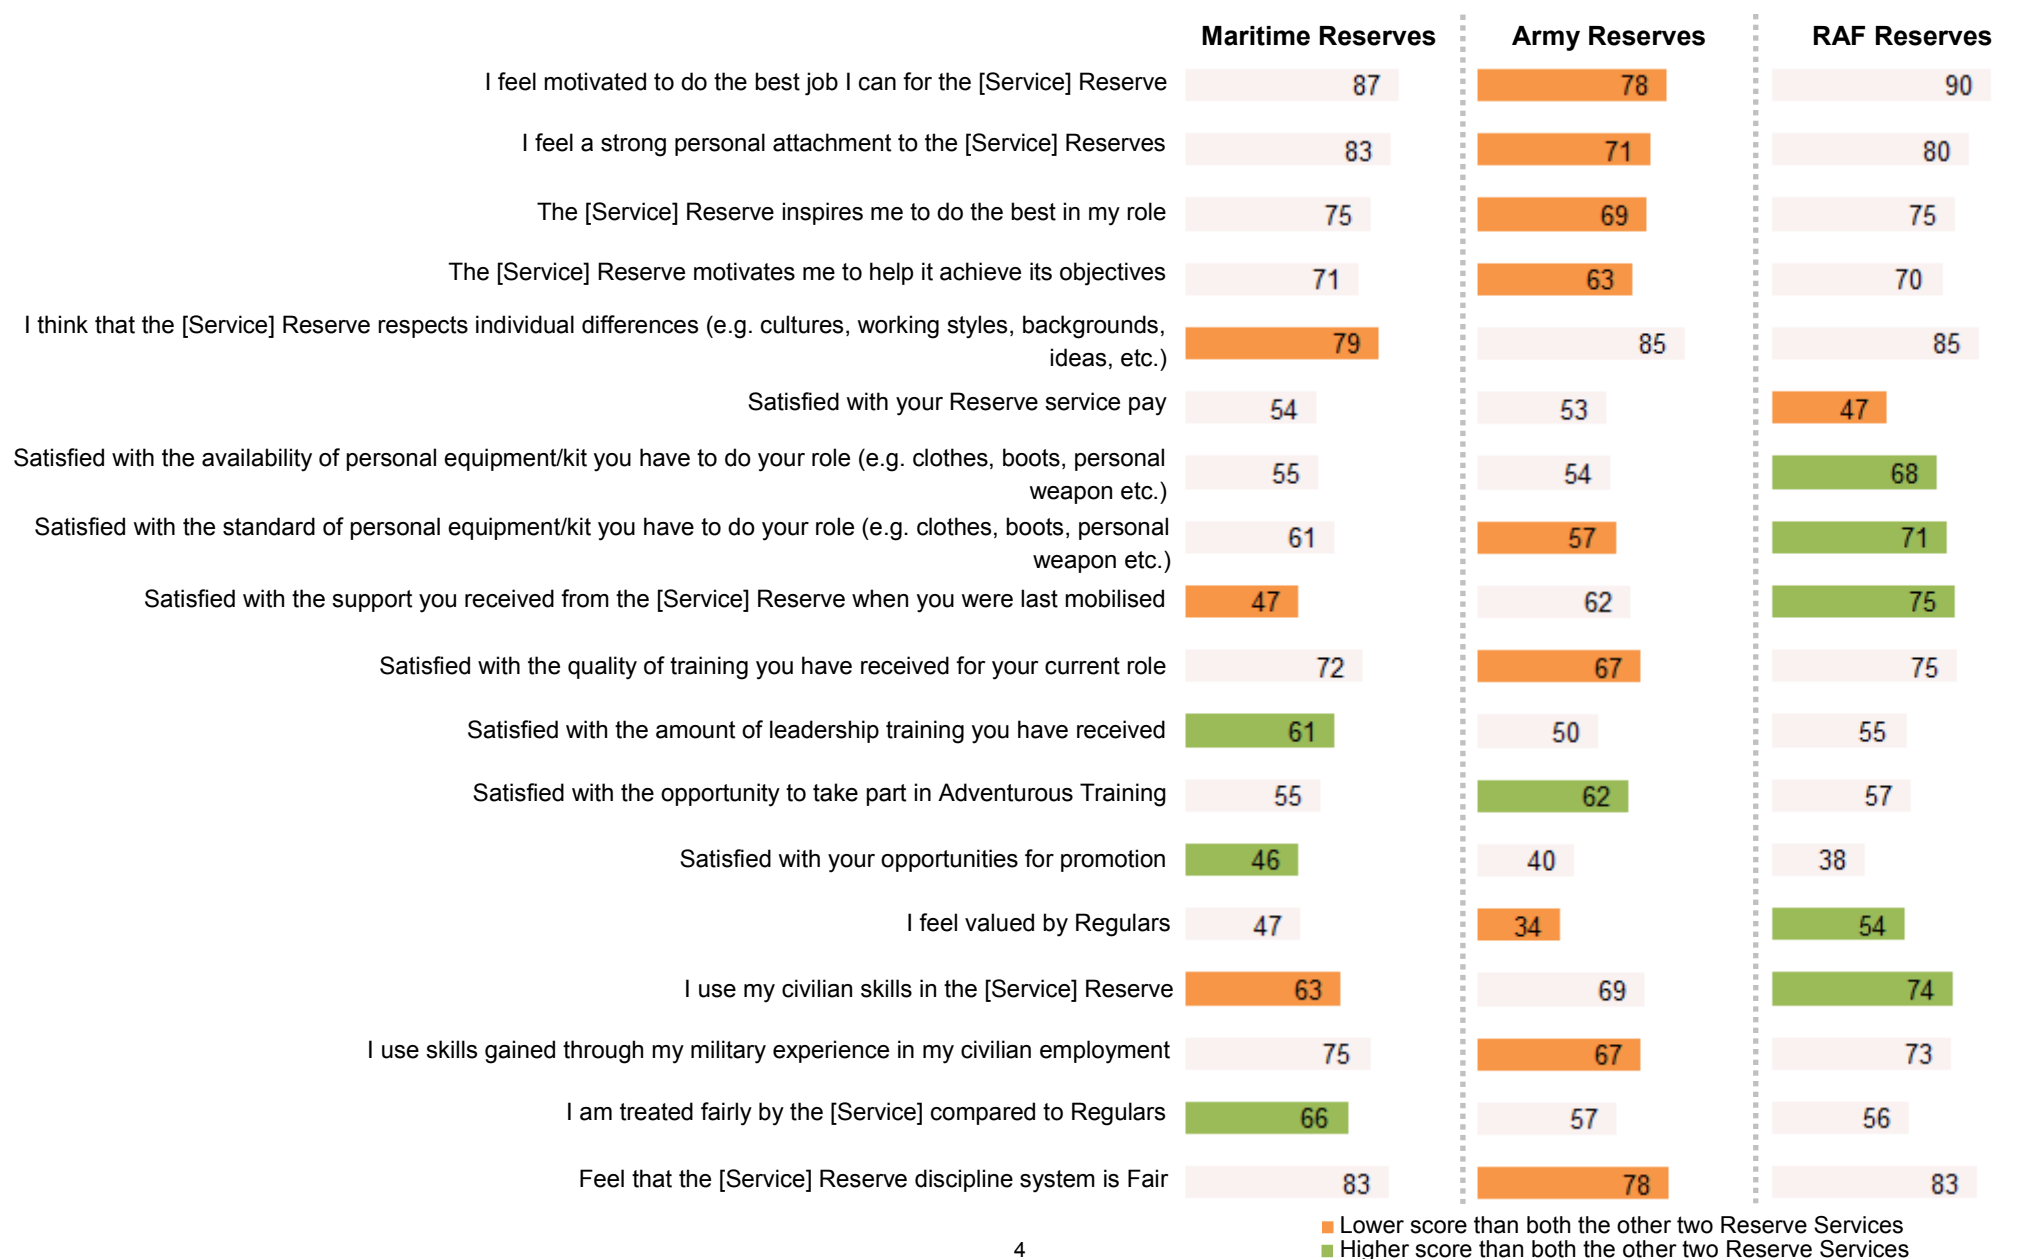 Maritime Reserves Army Reserves RAF Reserves
I feel motivated to do the best job I can for the [Service] Reserve 87 78 90
I feel a strong personal attachment to the [Service] Reserves 83 71 80
The [Service] Reserve inspires me to do the best in my role 75 69 75
The [Service] Reserve motivates me to help it achieve its objectives 71 63 70
I think that the [Service] Reserve respects individual differences (e.g. cultures, working styles, backgrounds,
ideas, etc.) 79 85 85
Satisfied with your Reserve service pay 54 53 47
Satisfied with the availability of personal equipment/kit you have to do your role (e.g. clothes, boots, personal
weapon etc.) 55 54 68
Satisfied with the standard of personal equipment/kit you have to do your role (e.g. clothes, boots, personal
weapon etc.) 61 57 71
Satisfied with the support you received from the [Service] Reserve when you were last mobilised 47 62 75
Satisfied with the quality of training you have received for your current role 72 67 75
Satisfied with the amount of leadership training you have received 61 50 55
Satisfied with the opportunity to take part in Adventurous Training 55 62 57
Satisfied with your opportunities for promotion 46 40 38
I feel valued by Regulars 47 34 54
I use my civilian skills in the [Service] Reserve 63 69 74
I use skills gained through my military experience in my civilian employment 75 67 73
I am treated fairly by the [Service] compared to Regulars 66 57 56
Feel that the [Service] Reserve discipline system is Fair 83 78 83
Lower score than both the other two Reserve Services
Higher score than both the other two Reserve Services
4